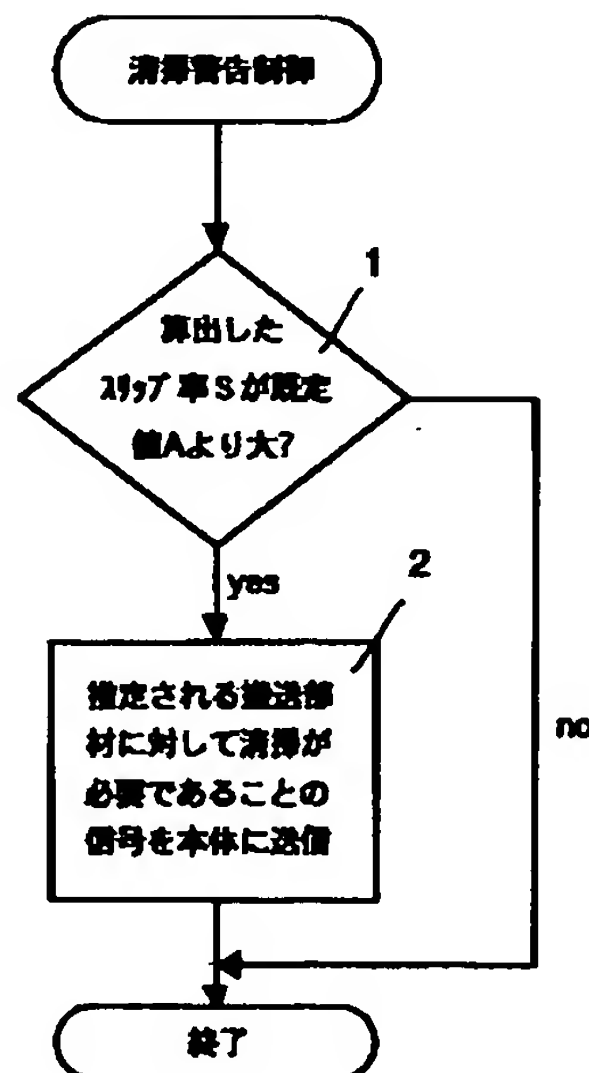 清掃警告制御
1
算出した
ｽﾘｯﾌﾟ率Sが既定
値Aより大?
yes
2
推定される搬送部
材に対して清掃が
必要であることの
信号を本体に送信
no
終了